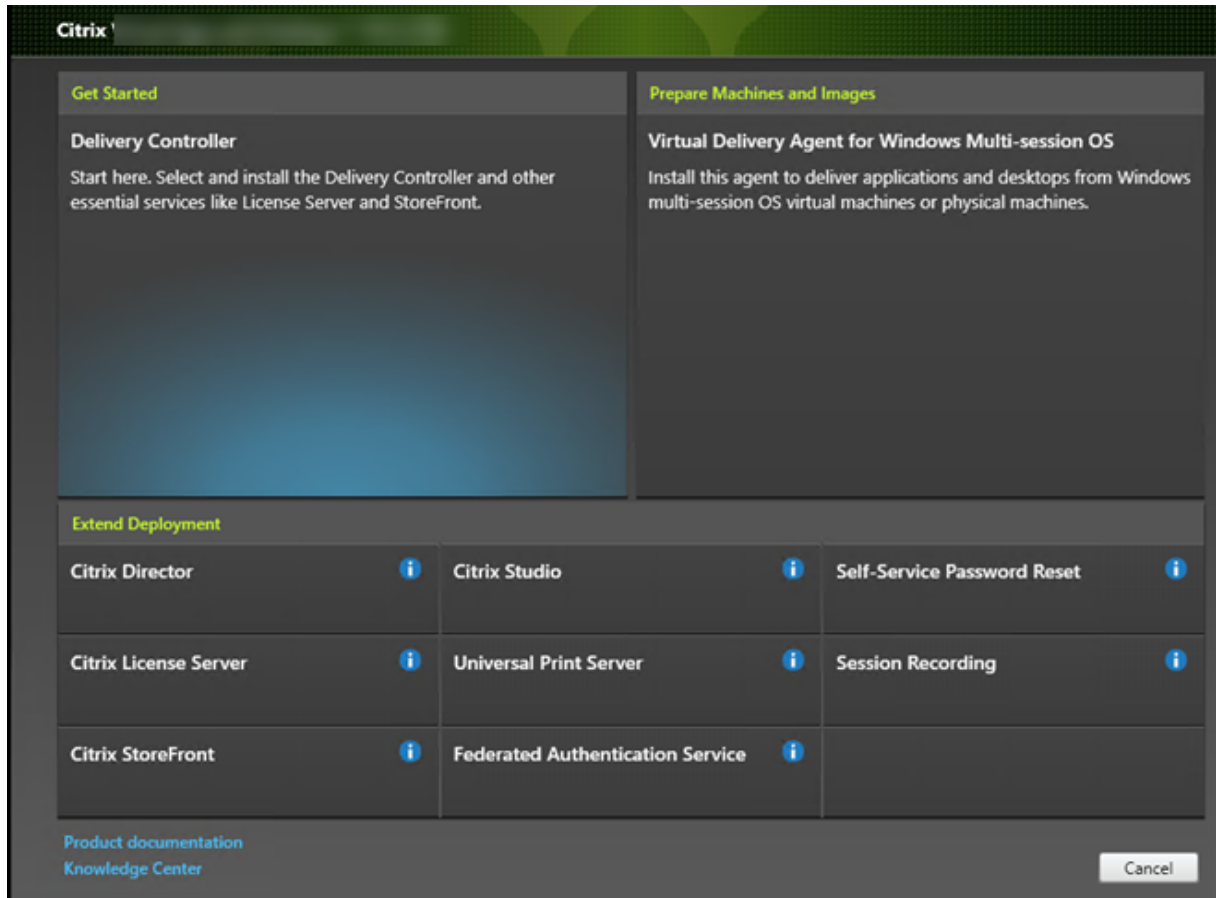 Citrix
Get Started
Delivery Controller
Start here. Select and install the Delivery Controller and other
essential services like License Server and StoreFront.
Prepare Machines and Images
Virtual Delivery Agent for Windows Multi-session OS
Install this agent to deliver applications and desktops from Windows
multi-session OS virtual machines or physical machines.
Extend Deployment
Citrix Director
Citrix Studio
Self-Service Password Reset
Citrix License Server
Universal Print Server
Session Recording
Citrix StoreFront
Federated Authentication Service
Product documentation
Knowledge Center
Cancel